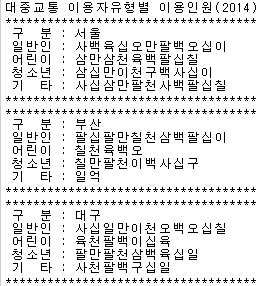 대중교통 이용자유형별 이용인원(2014)
************************************
구 분 : 서울
일반인 : 사백육십오만팔백오십이
어린이 : 삼만삼천육백팔십칠
청소년 : 삼십만이천구백사십이
기 타 : 사십삼만팔천사백팔십칠
************************************
************************************
구 분 : 부산
일반인 : 팔십팔만칠천삼백팔십이
어린이 : 칠천육백오
청소년 : 칠만팔천이백사십구
기 타 : 일억
************************************
************************************
구 분 : 대구
일반인 : 사십일만이천오백오십칠
어린이 : 육천팔백이십육
청소년 : 팔만팔천삼백육십일
기 타 : 사천팔백구십일
************************************